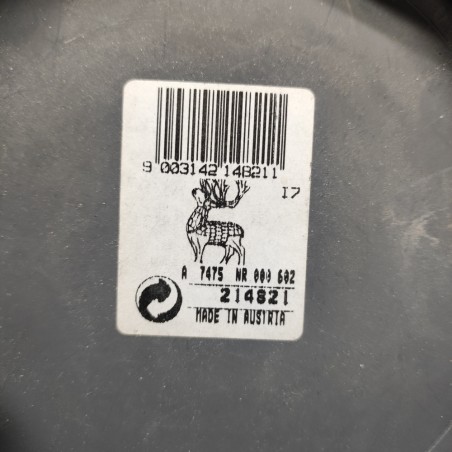 9 003142 148211
I7
A 7475 NR 000 602
214821
MADE IN AUSTRIA